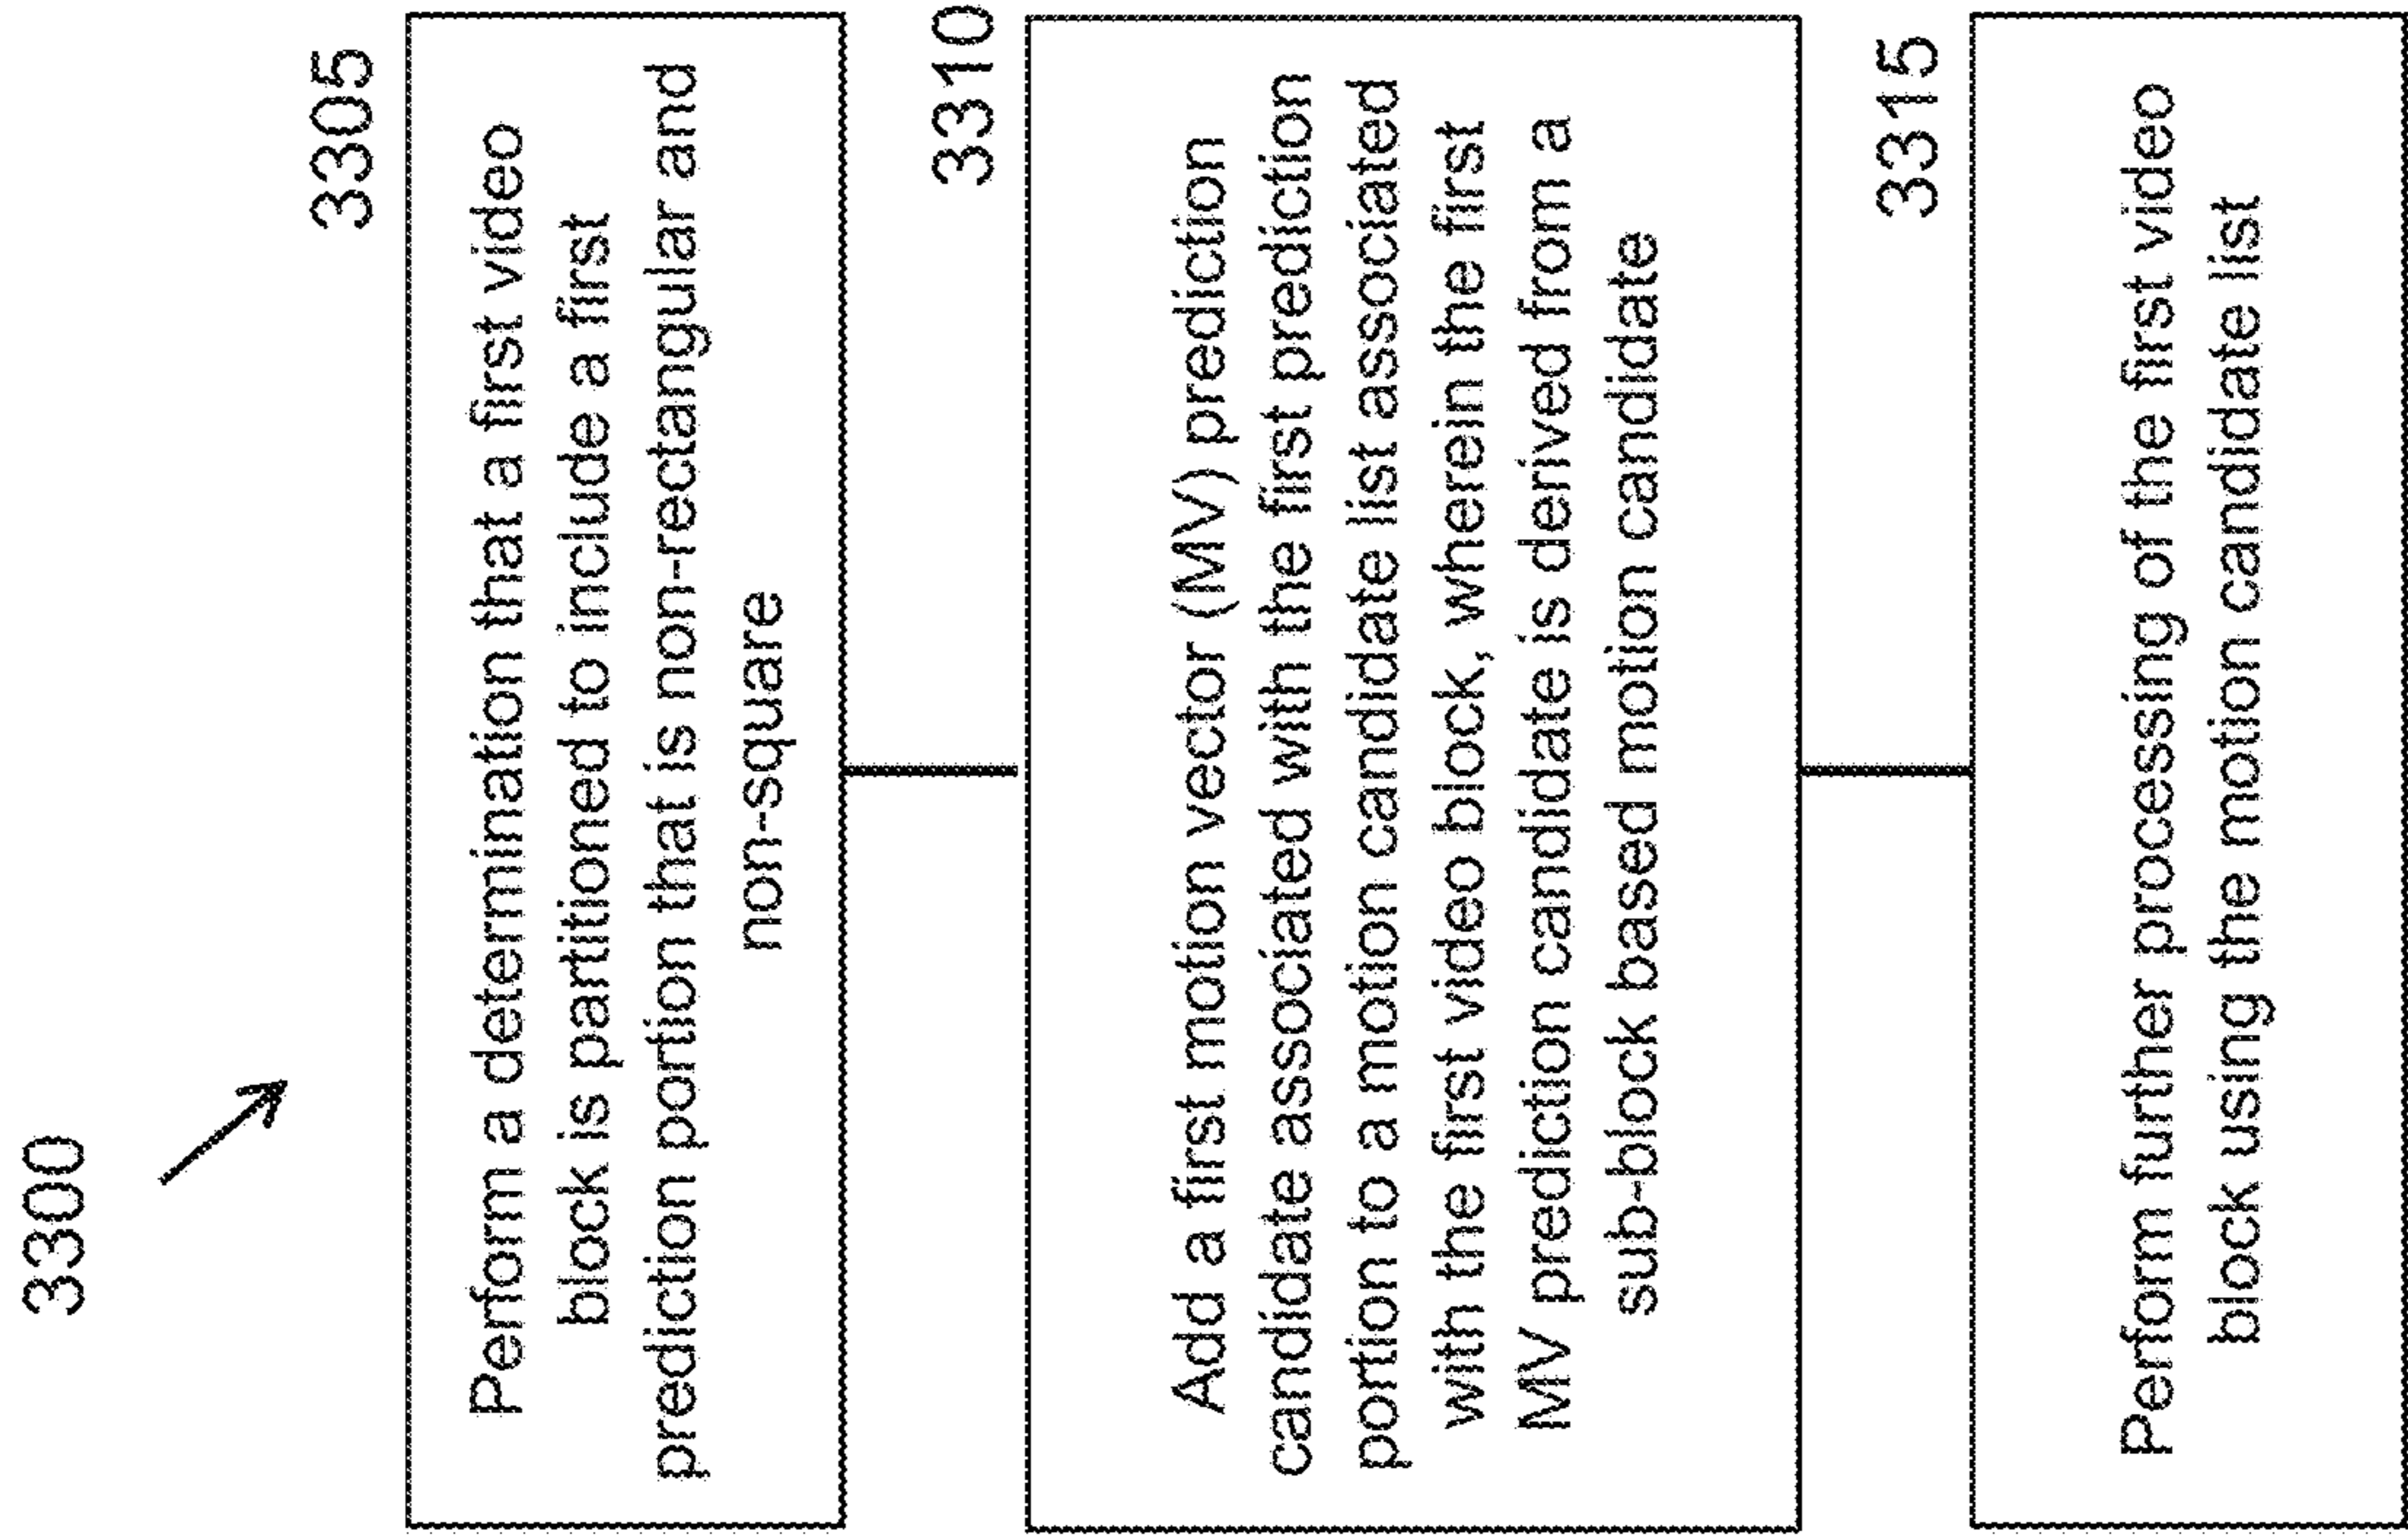 3300
3305
Perform a determination that a first video
block is partitioned to include a first
prediction portion that is non-rectangular and
non-square
3310
Add a first motion vector (MV) prediction
candidate associated with the first prediction
portion to a motion candidate list associated
with the first video block, wherein the first
MV prediction candidate is derived from a
sub-block based motion candidate
3315
Perform further processing of the first video
block using the motion candidate list